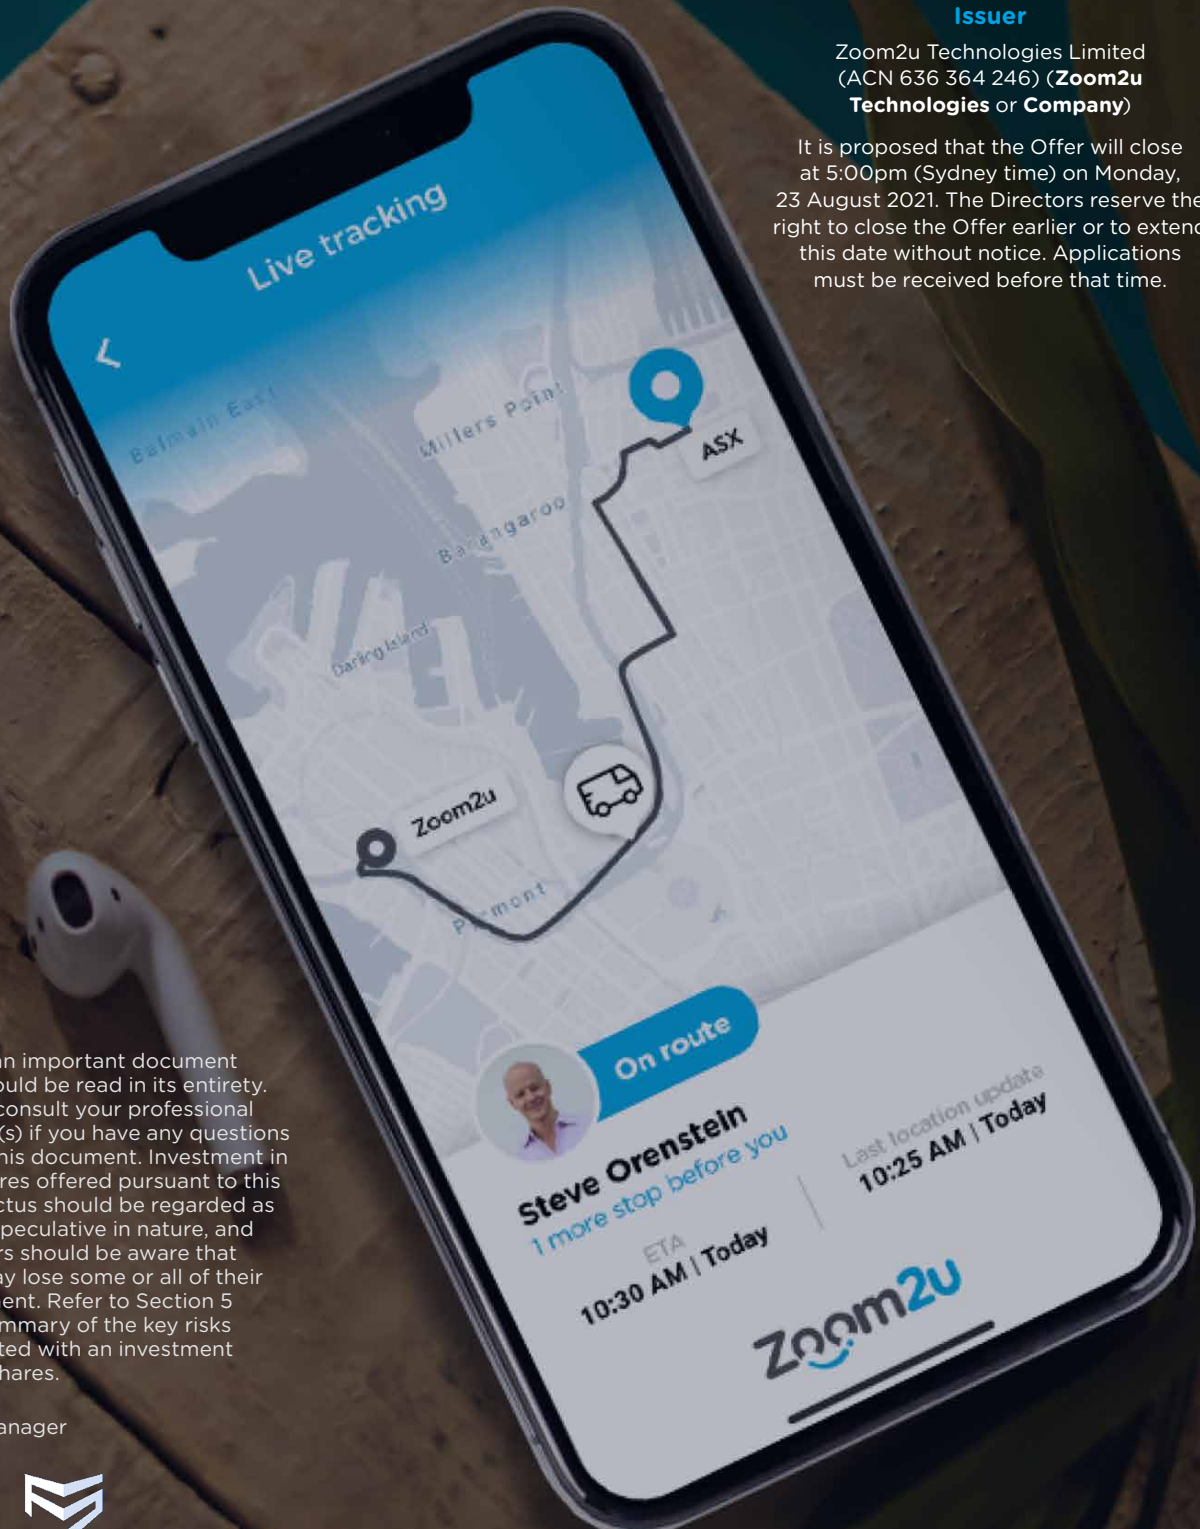 Issuer
Zoom2u Technologies Limited
(ACN 636 364 246) (Zoom2u
Technologies or Company)
It is proposed that the Offer will close
at 5:00pm (Sydney time) on Monday,
23 August 2021. The Directors reserve the
right to close the Offer earlier or to extend
this date without notice. Applications
must be received before that time.
Live tracking
Balmain East
Millers Point
ASX
Barangaroo
Darling Island
Zoom2u
Pyrmont
On route
Steve Orenstein
1 more stop before you
ETA
10:30 AM | Today
Last location update
10:25 AM | Today
zoom2u
an important document
ould be read in its entirety.
consult your professional
(s) if you have any questions
his document. Investment in
res offered pursuant to this
ctus should be regarded as
speculative in nature, and
rs should be aware that
ay lose some or all of their
ent. Refer to Section 5
mmary of the key risks
ted with an investment
hares.
anager